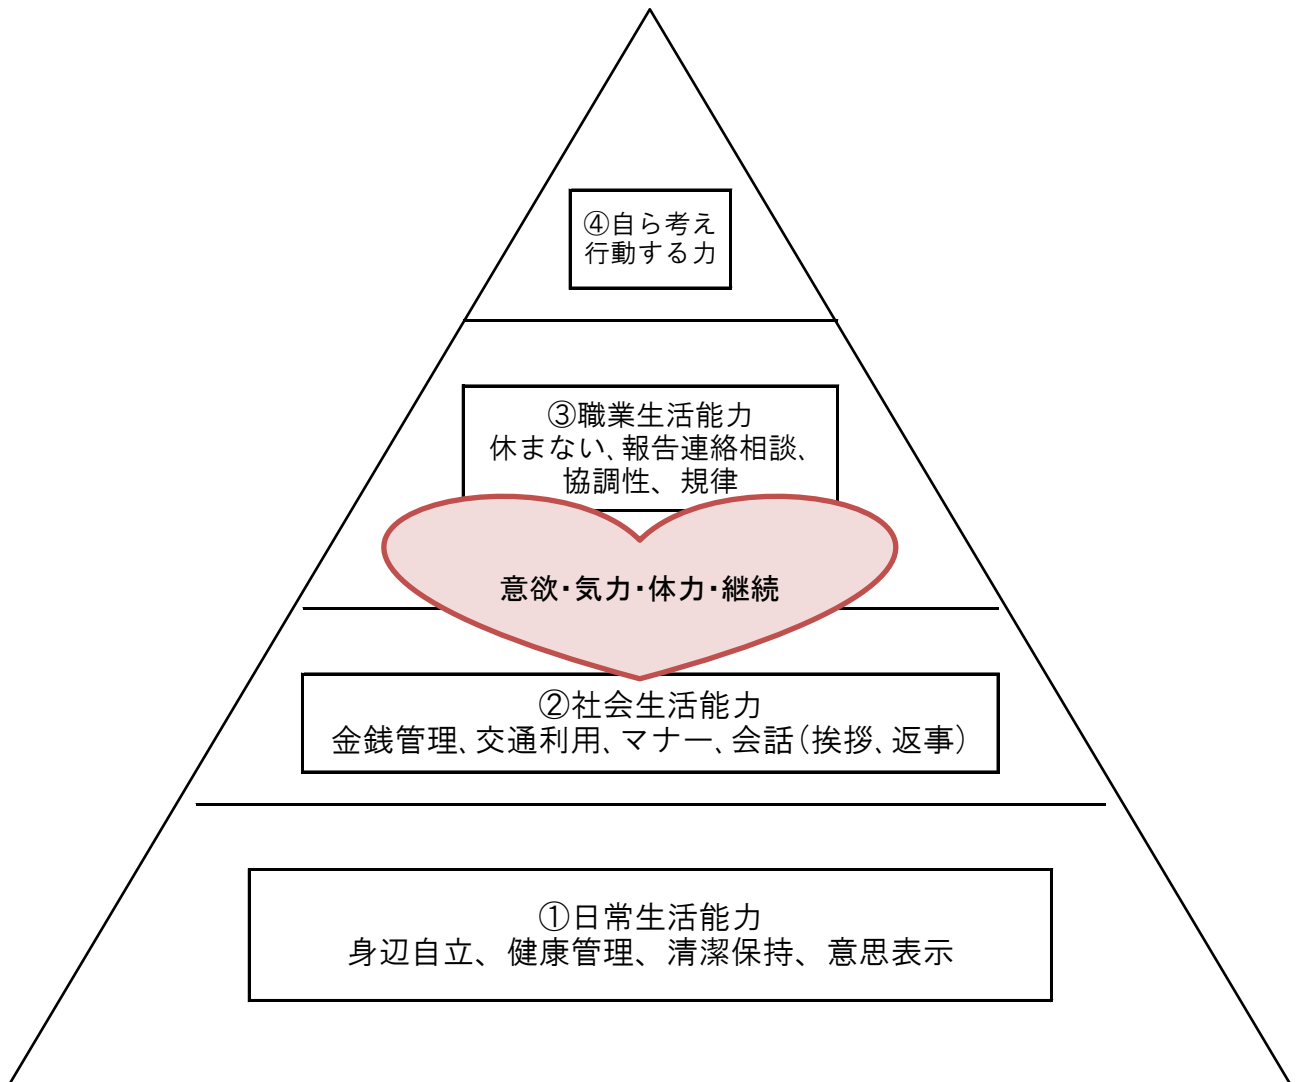 ④自ら考え
行動する力
③職業生活能力
休まない、報告連絡相談、
協調性、規律
意欲・気力・体力・継続
②社会生活能力
金銭管理、交通利用、マナー、会話（挨拶、返事）
①日常生活能力
身辺自立、健康管理、清潔保持、意思表示